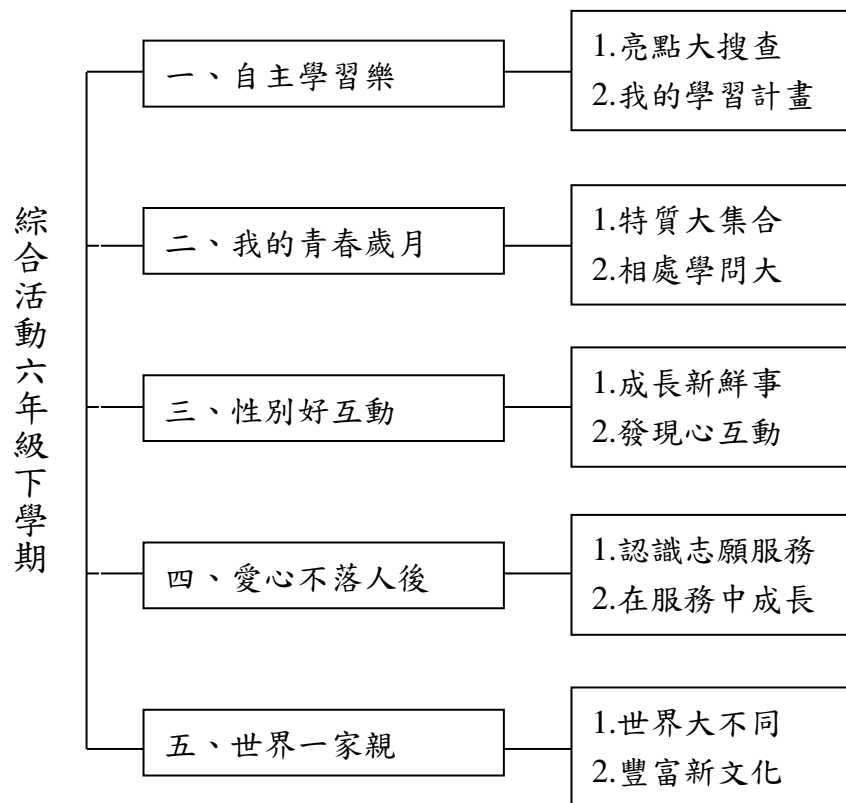 綜合活動六年級下學期
一、自主學習樂
1.亮點大搜查
2.我的學習計畫
二、我的青春歲月
1.特質大集合
2.相處學問大
三、性別好互動
1.成長新鮮事
2.發現心互動
四、愛心不落人後
1.認識志願服務
2.在服務中成長
五、世界一家親
1.世界大不同
2.豐富新文化